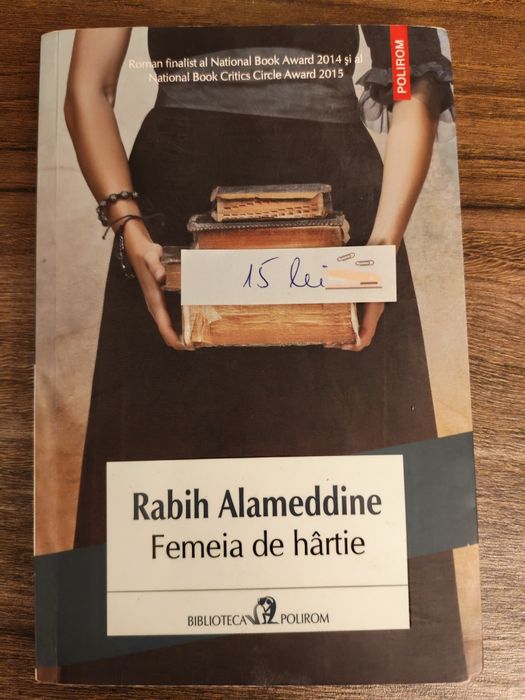 Roman finalist al National Book Award 2014 și al
National Book Critics Circle Award 2015
POLIROM
15 lei
Rabih Alameddine
Femeia de hârtie
BIBLIOTECA POLIROM